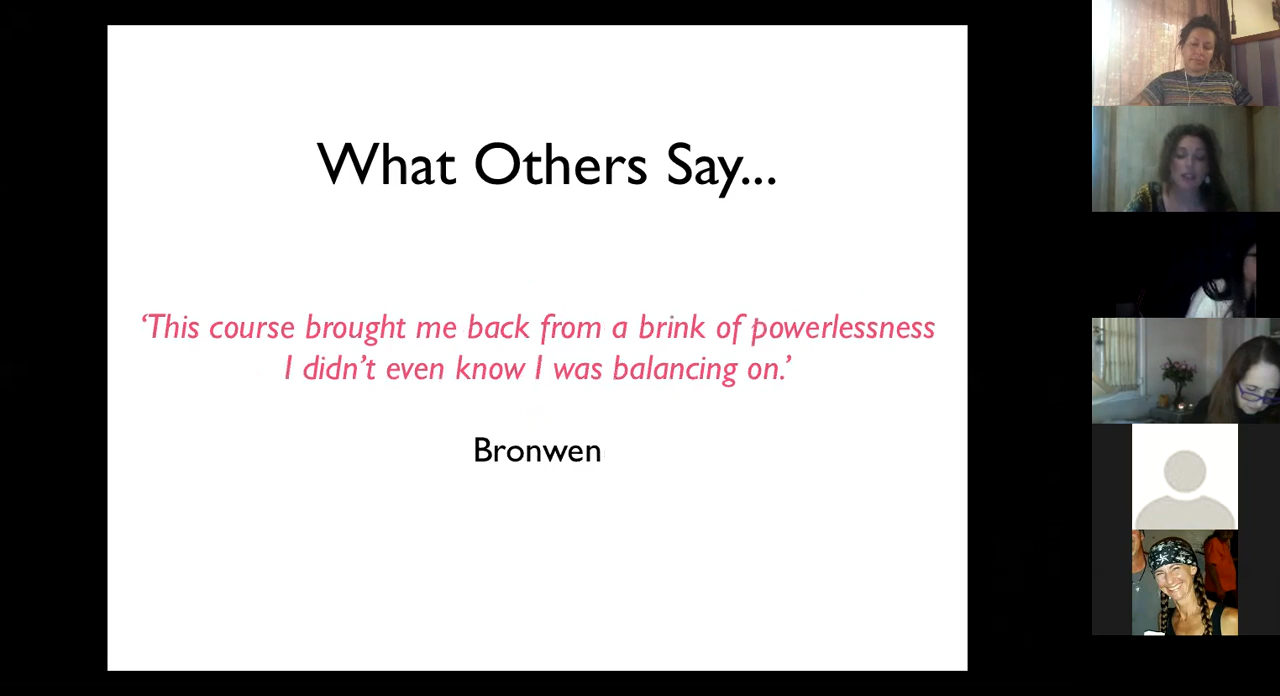 What Others Say...
‘This course brought me back from a brink of powerlessness
I didn’t even know I was balancing on.’
Bronwen